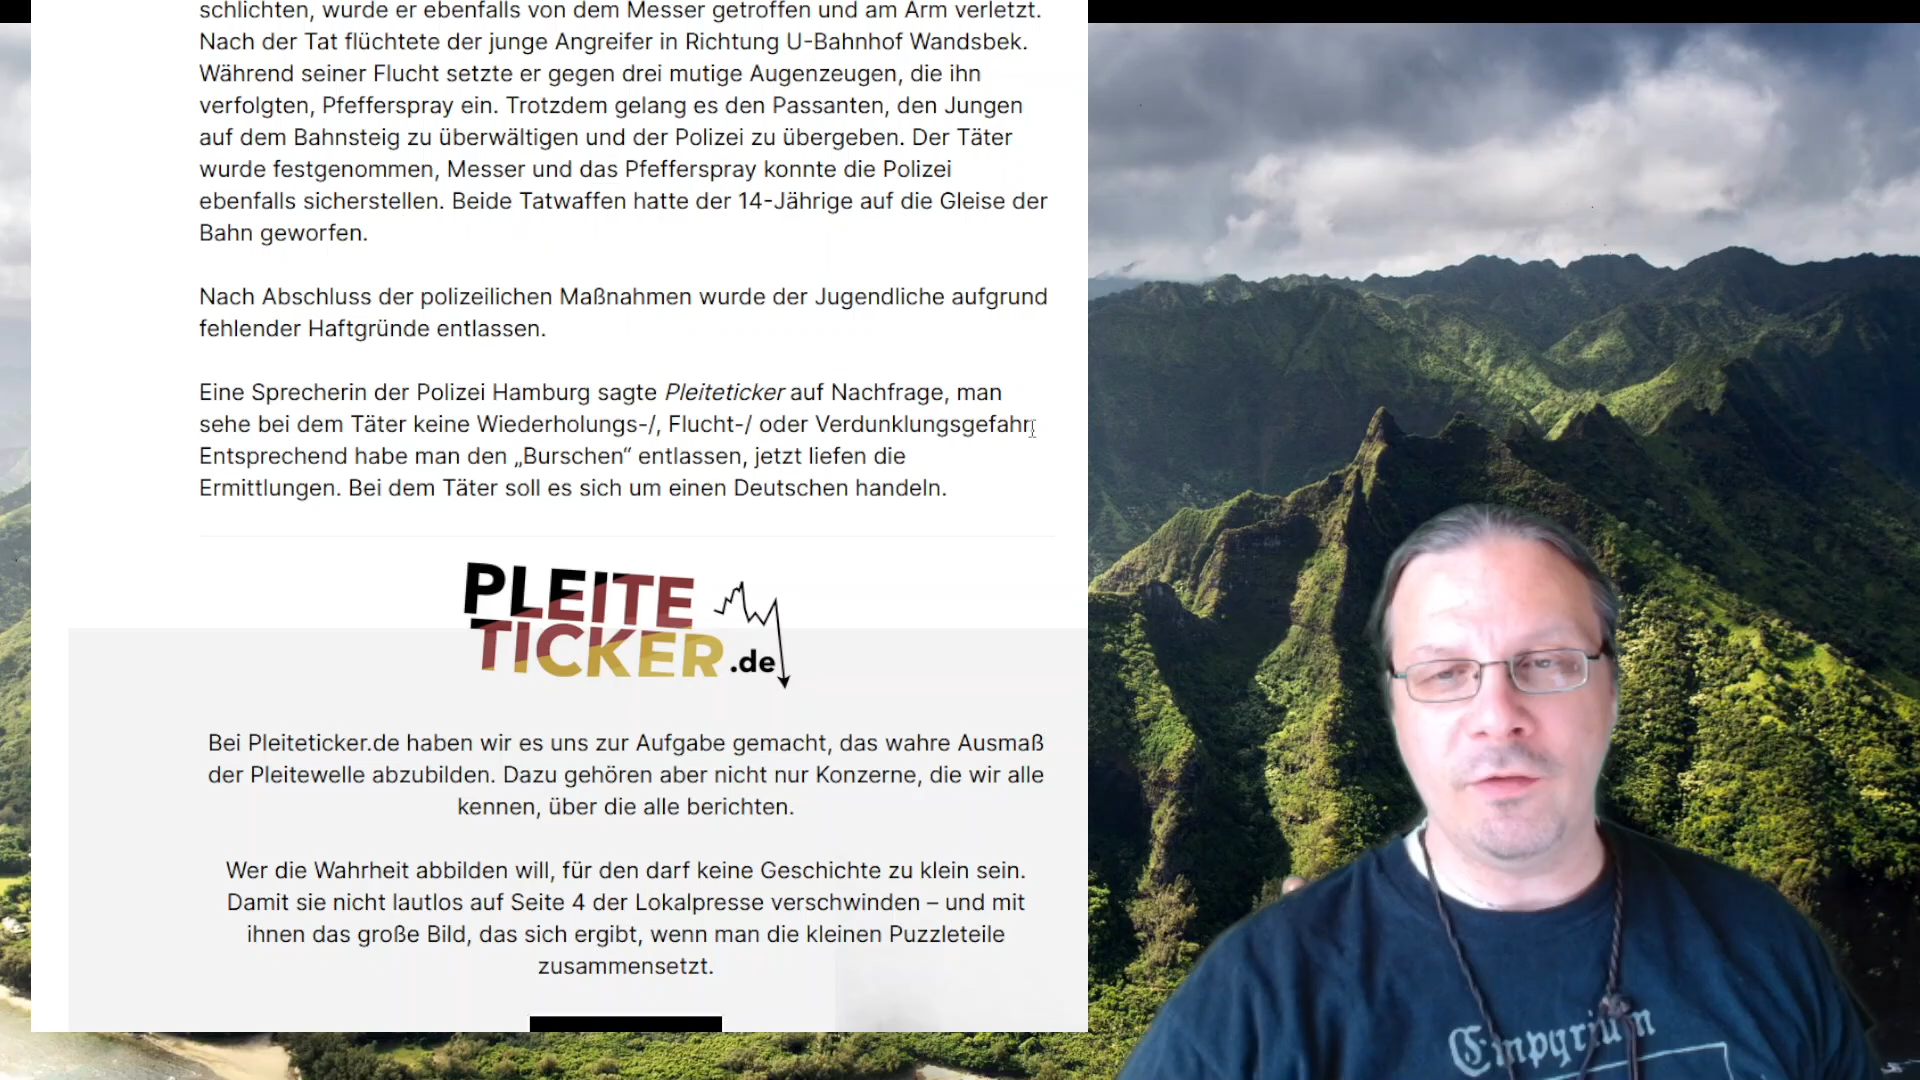 schlichten, wurde er ebenfalls von dem Messer getroffen und am Arm verletzt.
Nach der Tat flüchtete der junge Angreifer in Richtung U-Bahnhof Wandsbek.
Während seiner Flucht setzte er gegen drei mutige Augenzeugen, die ihn
verfolgten, Pfefferspray ein. Trotzdem gelang es den Passanten, den Jungen
auf dem Bahnsteig zu überwältigen und der Polizei zu übergeben. Der Täter
wurde festgenommen, Messer und das Pfefferspray konnte die Polizei
ebenfalls sicherstellen. Beide Tatwaffen hatte der 14-Jährige auf die Gleise der
Bahn geworfen.
Nach Abschluss der polizeilichen Maßnahmen wurde der Jugendliche aufgrund
fehlender Haftgründe entlassen.
Eine Sprecherin der Polizei Hamburg sagte Pleiteticker auf Nachfrage, man
sehe bei dem Täter keine Wiederholungs-/, Flucht-/ oder Verdunklungsgefahr.
Entsprechend habe man den „Burschen“ entlassen, jetzt liefen die
Ermittlungen. Bei dem Täter soll es sich um einen Deutschen handeln.
PLEITE
TICKER.de
Bei Pleiteticker.de haben wir es uns zur Aufgabe gemacht, das wahre Ausmaß
der Pleitewelle abzubilden. Dazu gehören aber nicht nur Konzerne, die wir alle
kennen, über die alle berichten.
Wer die Wahrheit abbilden will, für den darf keine Geschichte zu klein sein.
Damit sie nicht lautlos auf Seite 4 der Lokalpresse verschwinden – und mit
ihnen das große Bild, das sich ergibt, wenn man die kleinen Puzzleteile
zusammensetzt.
Empyrium